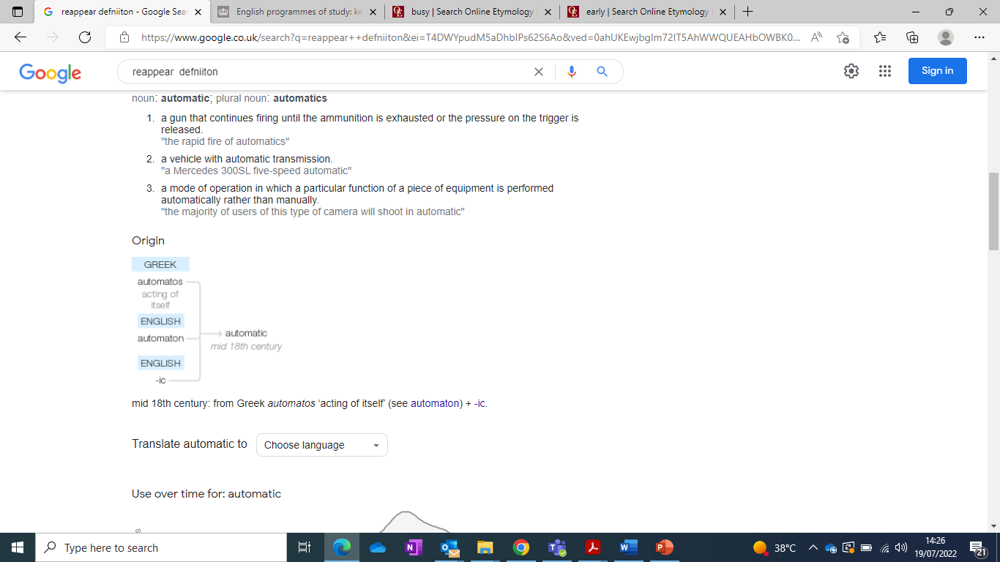 reappear defniiton - Google Sear
English programmes of study: ke
busy | Search Online Etymology
early | Search Online Etymology
https://www.google.co.uk/search?q=reappear++defniiton&ei=T4DWYpudM5aDhbIPs62S6Ao&ved=0ahUKEwjbgIm72IT5AhWWQUEAHbOWBK0...
Google
reappear  defniiton
Sign in
noun: automatic; plural noun: automatics
1. a gun that continues firing until the ammunition is exhausted or the pressure on the trigger is
released.
"the rapid fire of automatics"
2. a vehicle with automatic transmission.
"a Mercedes 300SL five-speed automatic"
3. a mode of operation in which a particular function of a piece of equipment is performed
automatically rather than manually.
"the majority of users of this type of camera will shoot in automatic"
Origin
GREEK
automatos
acting of
itself
ENGLISH
automaton
automatic
mid 18th century
ENGLISH
-ic
mid 18th century: from Greek automatos ‘acting of itself’ (see automaton) + -ic.
Translate automatic to
Choose language
Use over time for: automatic
Type here to search
38°C
14:26
19/07/2022
21